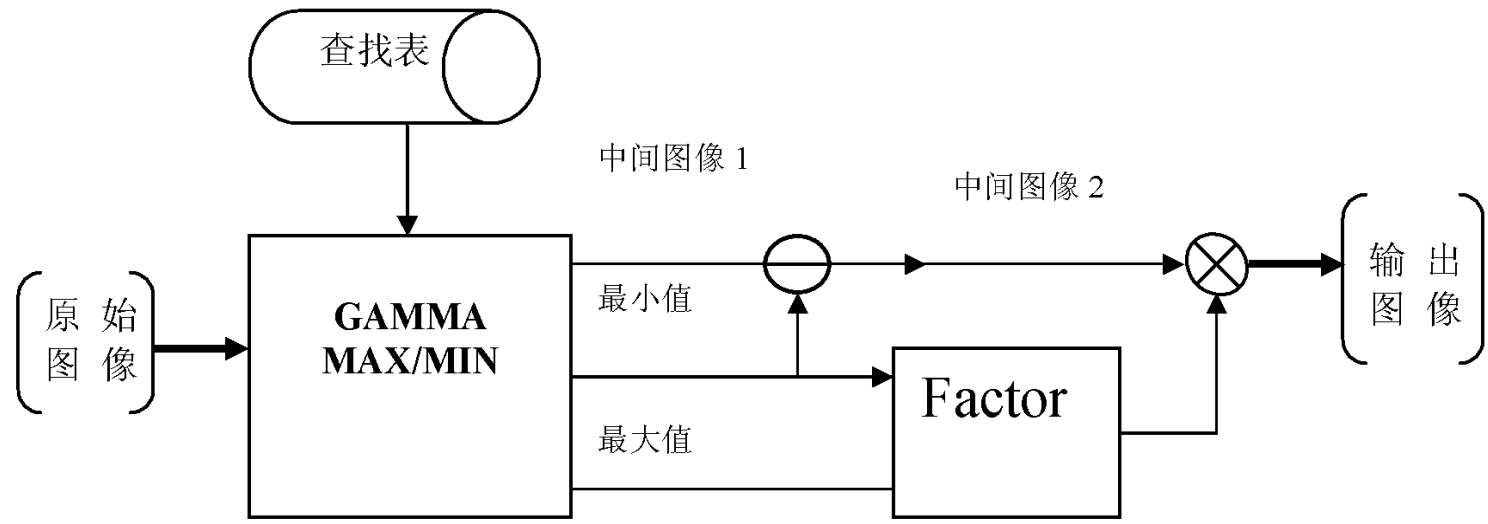 查找表
中间图像 1
中间图像 2
原 始
图 像
GAMMA
MAX/MIN
最小值
最大值
Factor
输 出
图 像